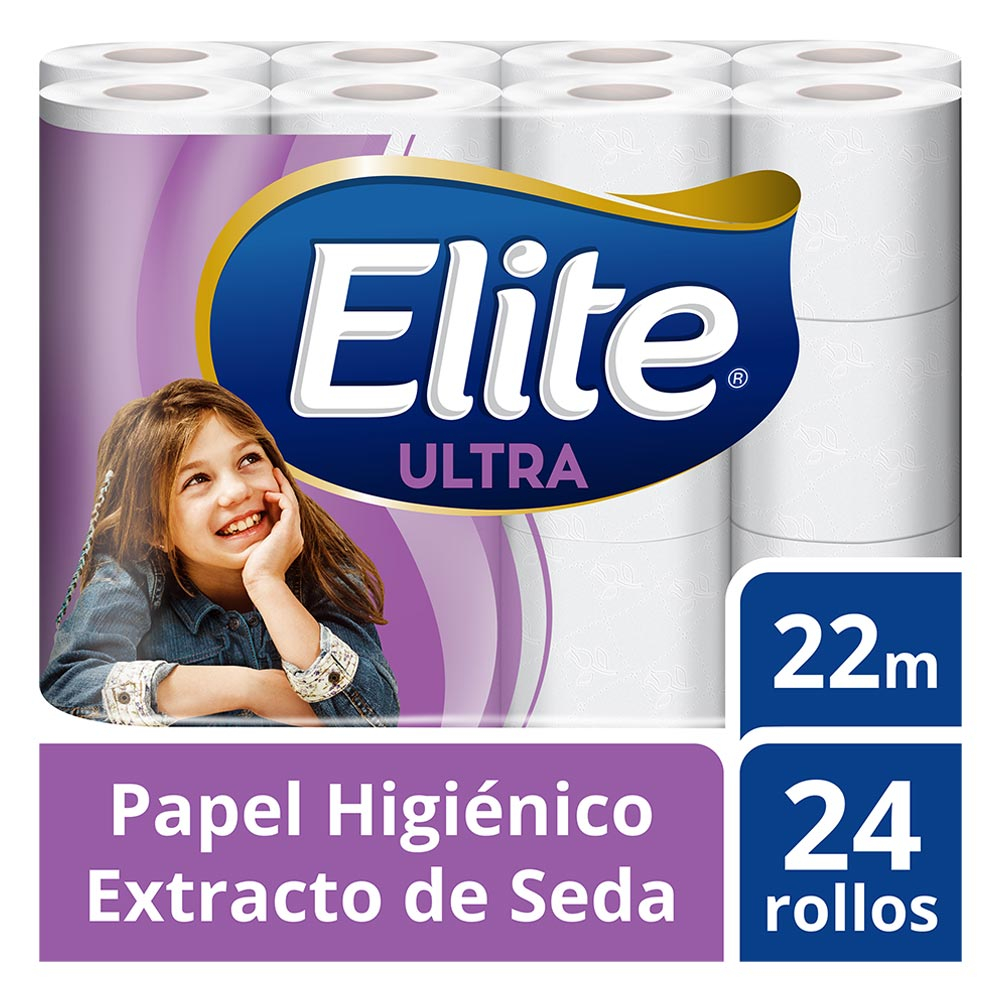 Elite®
ULTRA
22m
Papel Higiénico
Extracto de Seda
24
rollos